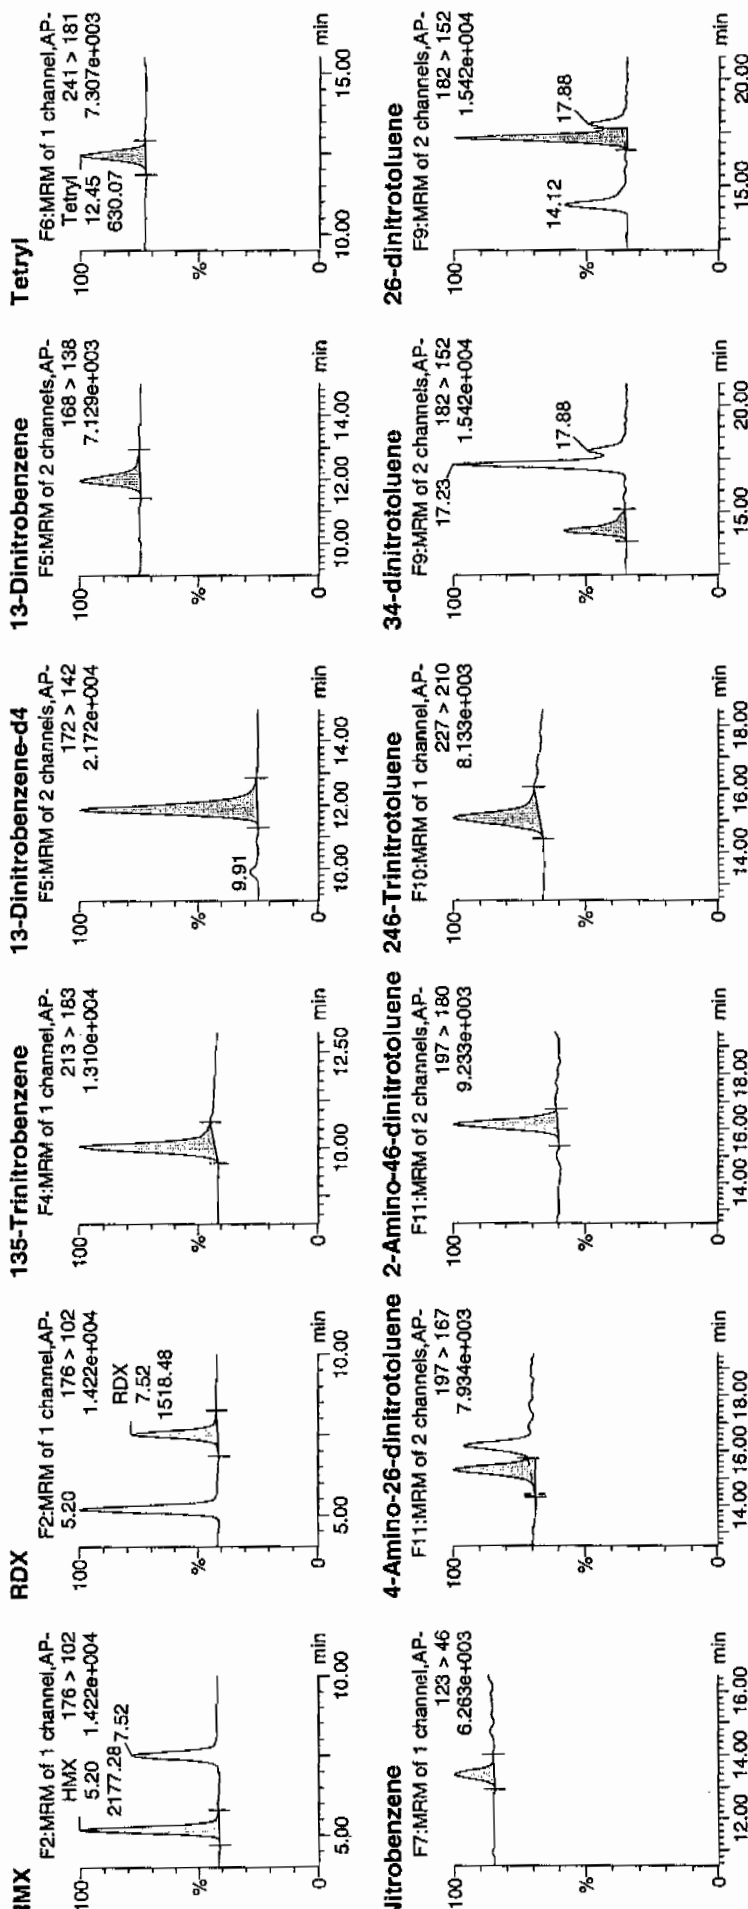 HMX
F2:MRM of 1 channel,AP-
HMX 176 > 102
5.20 1.422e+004
2177.28 7.52
100
%
0
5.00 10.00 min
RDX
F2:MRM of 1 channel,AP-
5.20 176 > 102
1.422e+004
RDX
7.52
1518.48
100
%
0
5.00 10.00 min
135-Trinitrobenzene
F4:MRM of 1 channel,AP-
213 > 183
1.310e+004
100
%
0
10.00 12.50 min
13-Dinitrobenzene-d4
F5:MRM of 2 channels,AP-
172 > 142
2.172e+004
100
%
9.91
0
10.00 12.00 14.00 min
13-Dinitrobenzene
F5:MRM of 2 channels,AP-
168 > 138
7.129e+003
100
%
0
10.00 12.00 14.00 min
Tetryl
F6:MRM of 1 channel,AP-
Tetryl 241 > 181
12.45 7.307e+003
630.07
100
%
0
10.00 15.00 min
Nitrobenzene
F7:MRM of 1 channel,AP-
123 > 46
6.263e+003
100
%
0
12.00 14.00 16.00 min
4-Amino-26-dinitrotoluene
F11:MRM of 2 channels,AP-
197 > 167
7.934e+003
100
%
0
14.00 16.00 18.00 min
2-Amino-46-dinitrotoluene
F11:MRM of 2 channels,AP-
197 > 180
9.233e+003
100
%
0
14.00 16.00 18.00 min
246-Trinitrotoluene
F10:MRM of 1 channel,AP-
227 > 210
8.133e+003
100
%
0
14.00 16.00 18.00 min
34-dinitrotoluene
F9:MRM of 2 channels,AP-
17.23 182 > 152
1.542e+004
17.88
100
%
0
15.00 20.00 min
26-dinitrotoluene
F9:MRM of 2 channels,AP-
182 > 152
1.542e+004
14.12 17.88
100
%
0
15.00 20.00 min